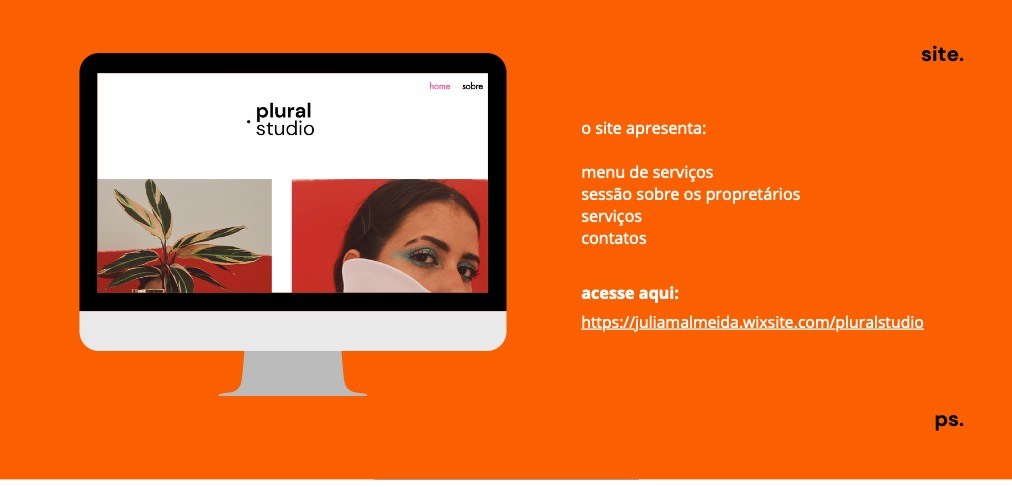 site.
home sobre
. plural
studio
o site apresenta:
menu de serviços
sessão sobre os propretários
serviços
contatos
acesse aqui:
https://juliamalmeida.wixsite.com/pluralstudio
ps.